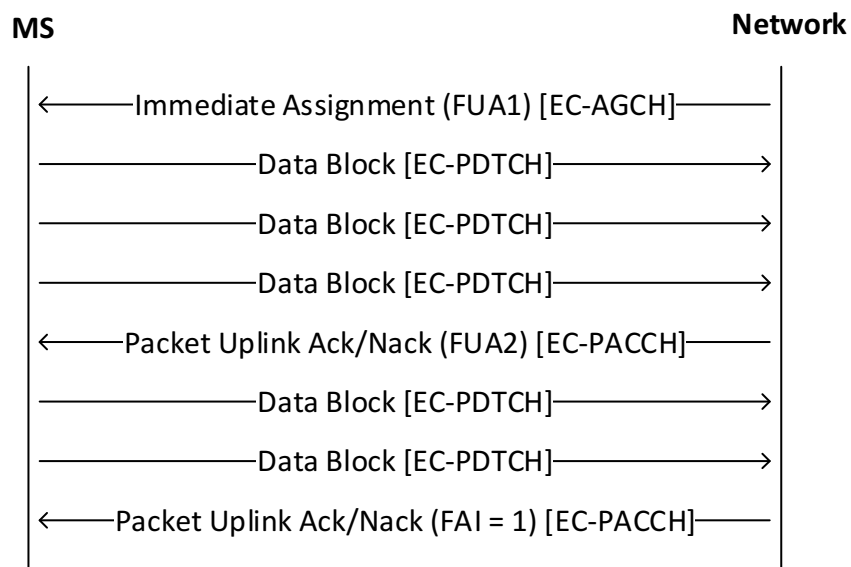 MS
Network
Immediate Assignment (FUA1) [EC-AGCH]
Data Block [EC-PDTCH]
Data Block [EC-PDTCH]
Data Block [EC-PDTCH]
Packet Uplink Ack/Nack (FUA2) [EC-PACCH]
Data Block [EC-PDTCH]
Data Block [EC-PDTCH]
Packet Uplink Ack/Nack (FAI = 1) [EC-PACCH]